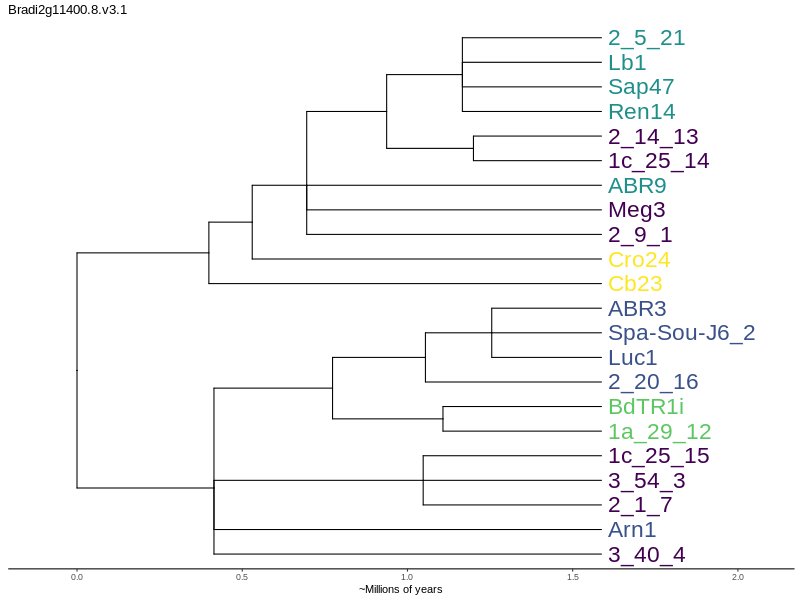 Bradi2g11400.8.v3.1
2_5_21
Lb1
Sap47
Ren14
2_14_13
1c_25_14
ABR9
Meg3
2_9_1
Cro24
Cb23
ABR3
Spa-Sou-J6_2
Luc1
2_20_16
BdTR1i
1a_29_12
1c_25_15
3_54_3
2_1_7
Arn1
3_40_4
0.0 0.5 1.0 1.5 2.0
~Millions of years